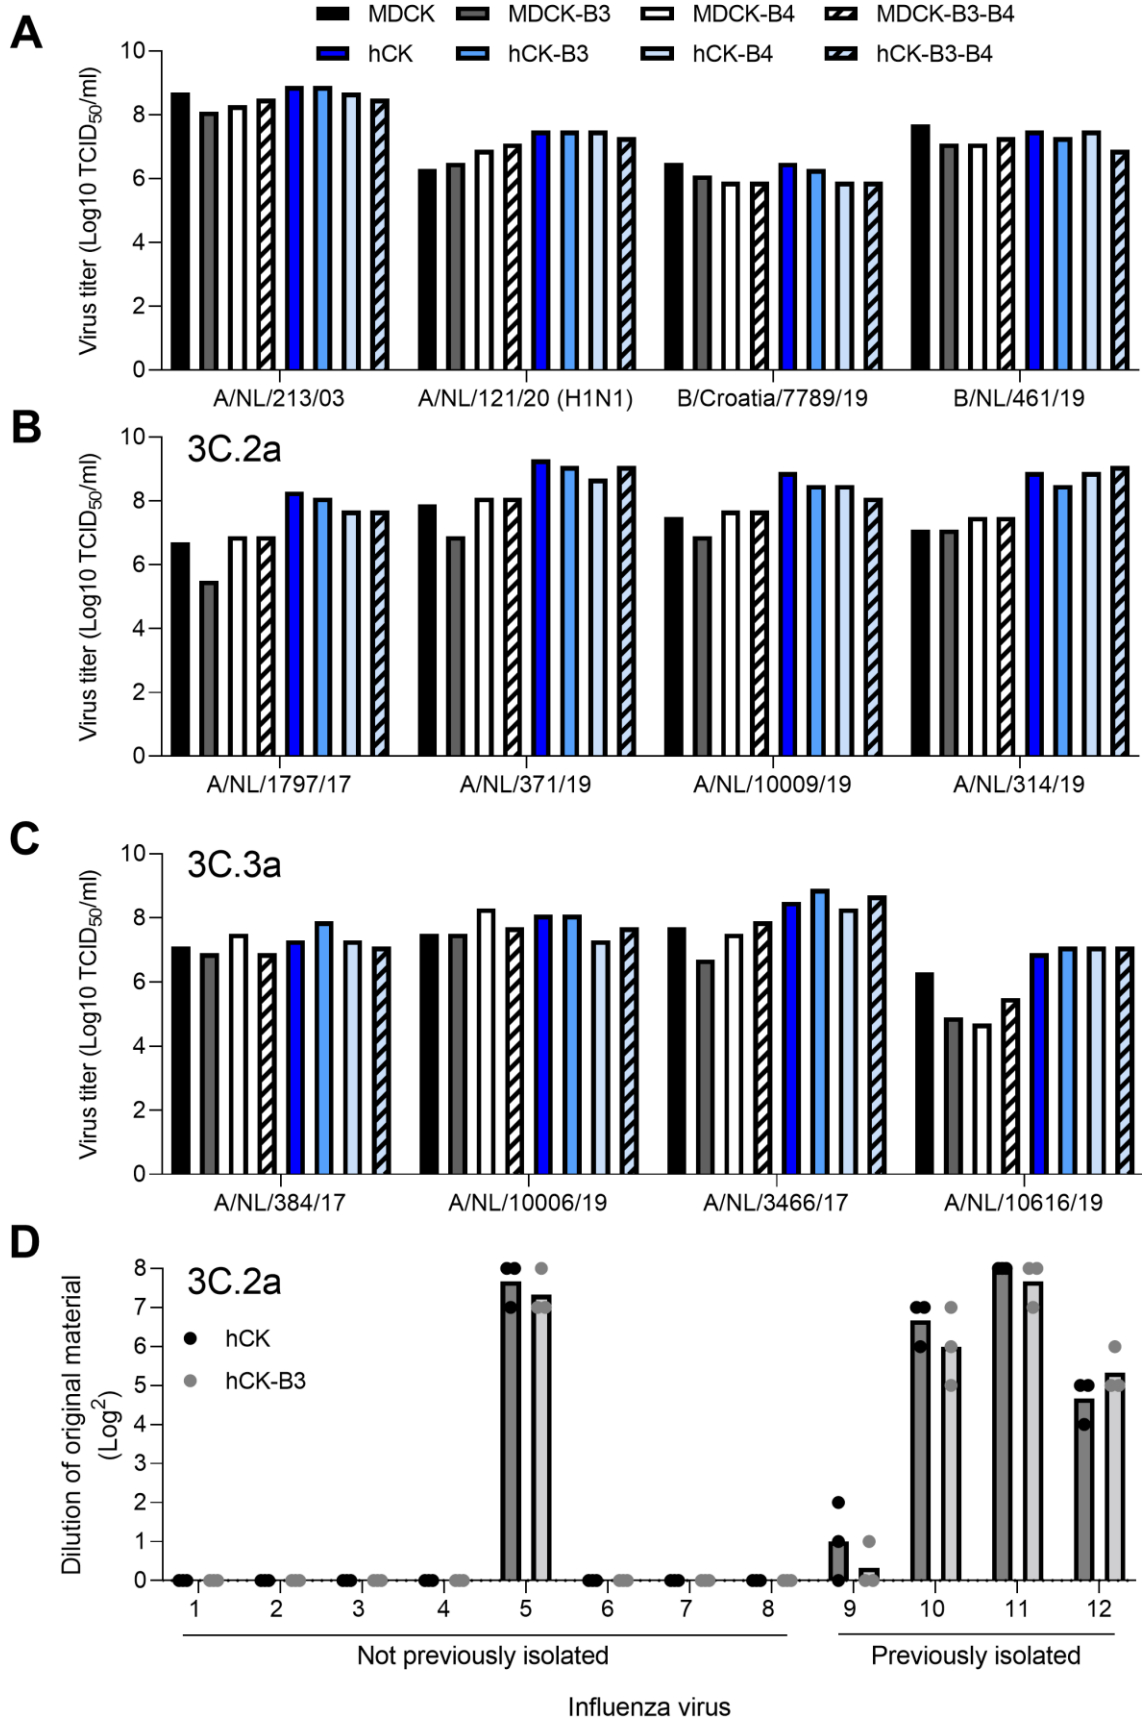 A
MDCK MDCK-B3 MDCK-B4 MDCK-B3-B4
hCK hCK-B3 hCK-B4 hCK-B3-B4
Virus titer (Log10 TCID50/ml)
10
8
6
4
2
0
A/NL/213/03 A/NL/121/20 (H1N1) B/Croatia/7789/19 B/NL/461/19
B
3C.2a
Virus titer (Log10 TCID50/ml)
10
8
6
4
2
0
A/NL/1797/17 A/NL/371/19 A/NL/10009/19 A/NL/314/19
C
3C.3a
Virus titer (Log10 TCID50/ml)
10
8
6
4
2
0
A/NL/384/17 A/NL/10006/19 A/NL/3466/17 A/NL/10616/19
D
3C.2a
hCK
hCK-B3
Dilution of original material
(Log2)
8
7
6
5
4
3
2
1
0
1 2 3 4 5 6 7 8 9 10 11 12
Not previously isolated Previously isolated
Influenza virus